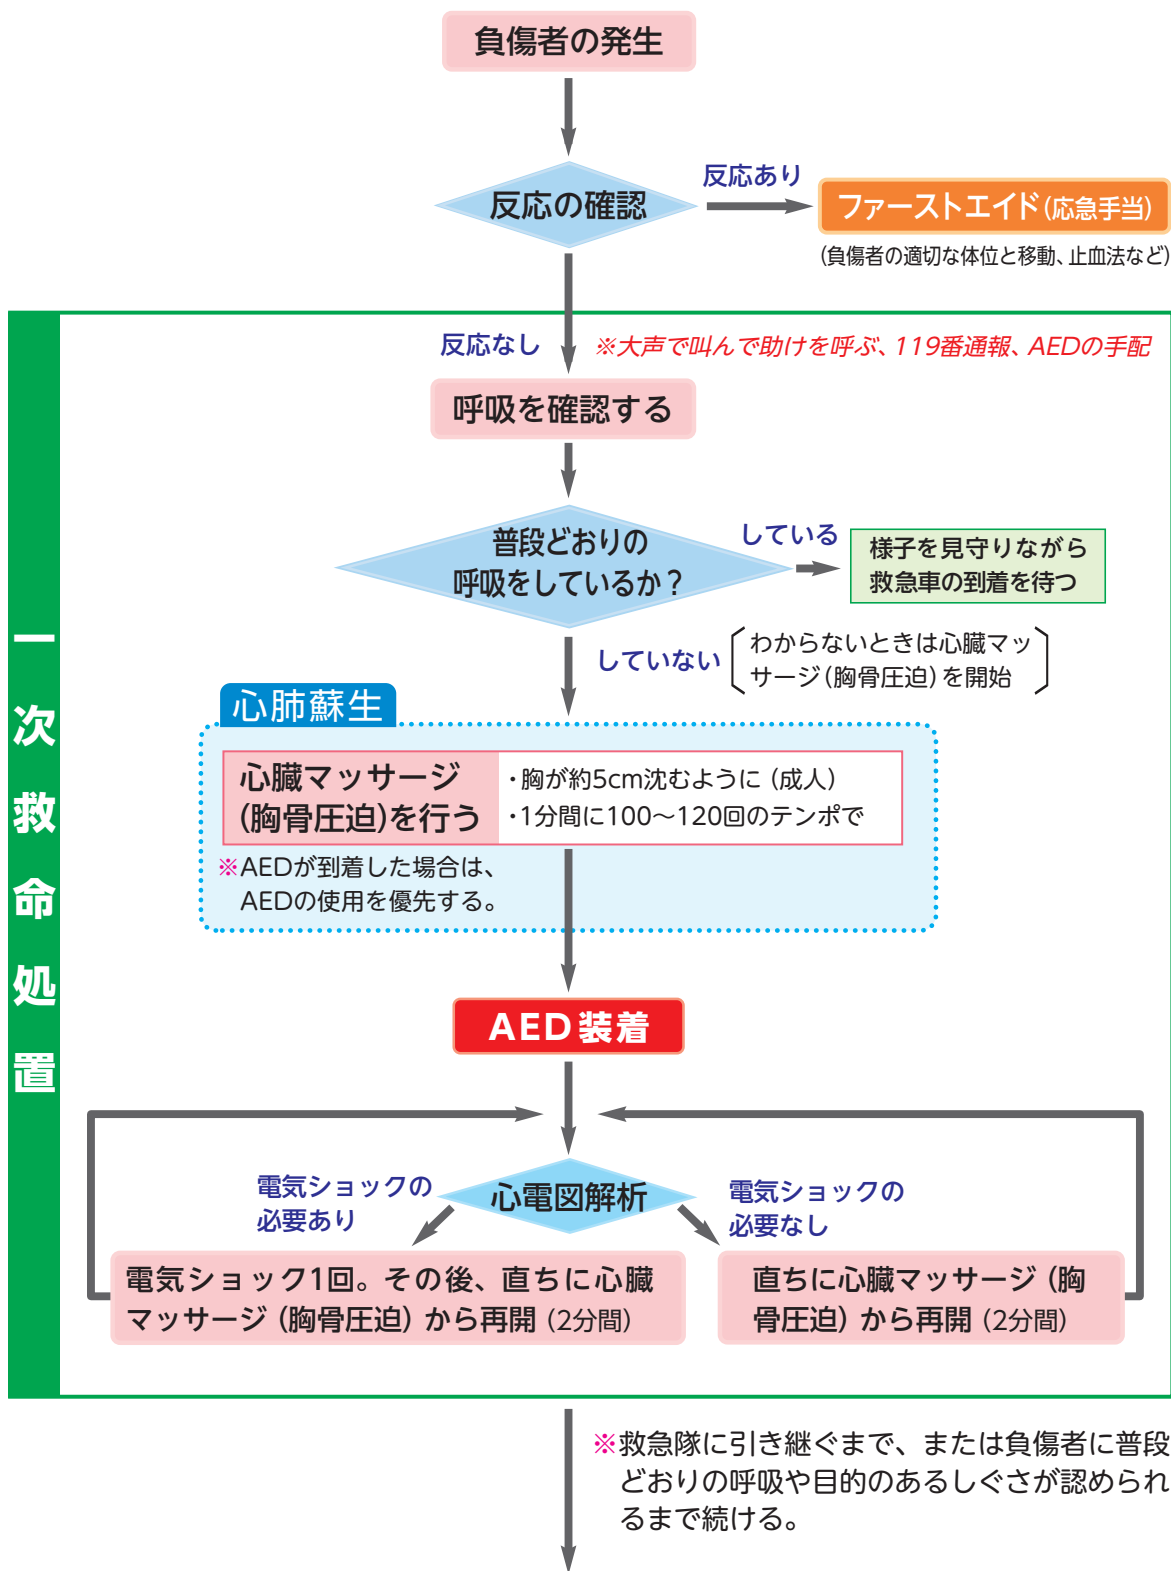 負傷者の発生
反応の確認
反応あり
ファーストエイド(応急手当)
(負傷者の適切な体位と移動、止血法など)
反応なし
※大声で叫んで助けを呼ぶ、119番通報、AEDの手配
呼吸を確認する
普段どおりの
呼吸をしているか？
している
様子を見守りながら
救急車の到着を待つ
していない
わからないときは心臓マッ
サージ(胸骨圧迫)を開始
心肺蘇生
心臓マッサージ
(胸骨圧迫)を行う
・胸が約5cm沈むように(成人)
・1分間に100～120回のテンポで
※AEDが到着した場合は、
AEDの使用を優先する。
AED装着
心電図解析
電気ショックの
必要あり
電気ショックの
必要なし
電気ショック1回。その後、直ちに心臓
マッサージ(胸骨圧迫)から再開(2分間)
直ちに心臓マッサージ(胸
骨圧迫)から再開(2分間)
一次救命処置
※救急隊に引き継ぐまで、または負傷者に普段
どおりの呼吸や目的のあるしぐさが認められ
るまで続ける。